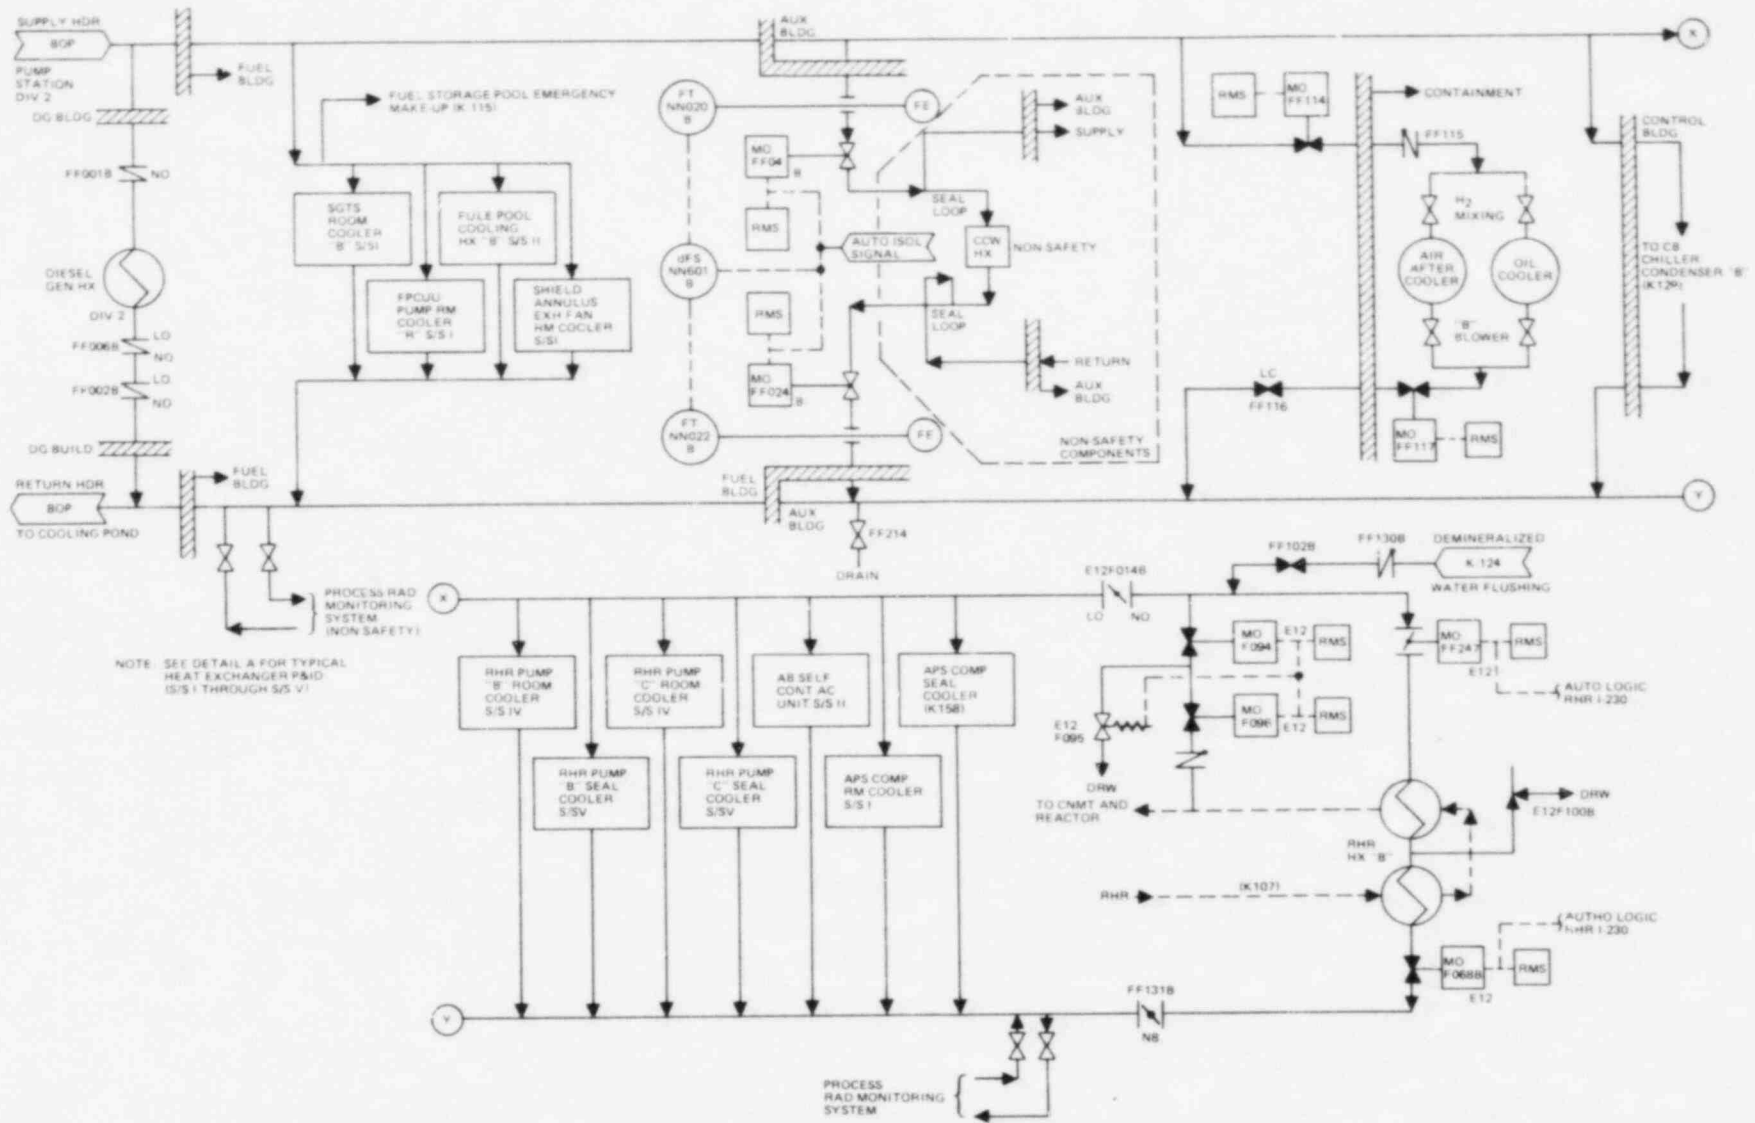 SUPPLY HDR
BOP
PUMP
STATION
DIV 2
FUEL
BLDG
DG BLDG
FUEL STORAGE POOL EMERGENCY
MAKE-UP (K 115)
FF001B
NO
DIESEL
GEN HX
DIV 2
FF006B
LO
NO
FF002B
LO
NO
DG BUILD
RETURN HDR
BOP
TO COOLING POND
FUEL
BLDG
SGTS
ROOM
COOLER
"B" S/SI
FULE POOL
COOLING
HX "B" S/S II
PUMP RM
COOLER
S/S I
SHIELD
ANNULUS
EXH FAN
RM COOLER
S/SI
AUX
BLDG
FT
NN020
B
FE
MO
FF04
B
RMS
dFS
NN601
B
AUTO ISOL
SIGNAL
RMS
MO
FF024
B
FT
NN022
B
FE
AUX
BLDG
SUPPLY
SEAL
LOOP
CCW
HX
NON-SAFETY
SEAL
LOOP
RETURN
AUX
BLDG
NON-SAFETY
COMPONENTS
FUEL
BLDG
AUX
BLDG
FF214
DRAIN
RMS
MO
FF114
CONTAINMENT
FF115
H2
MIXING
AIR
AFTER
COOLER
OIL
COOLER
"B"
BLOWER
LC
FF116
MO
FF117
RMS
X
CONTROL
BLDG
TO CB
CHILLER
CONDENSER "B"
(K129)
Y
PROCESS RAD
MONITORING
SYSTEM
(NON SAFETY)
NOTE: SEE DETAIL A FOR TYPICAL
HEAT EXCHANGER P&ID
(S/S I THROUGH S/S V)
X
RHR PUMP
"B" ROOM
COOLER
S/S IV
RHR PUMP
"C" ROOM
COOLER
S/S IV
AB SELF
CONT AC
UNIT S/S II
APS COMP
SEAL
COOLER
(K158)
RHR PUMP
"B" SEAL
COOLER
S/SV
RHR PUMP
"C" SEAL
COOLER
S/SV
APS COMP
RM COOLER
S/S I
Y
E12F014B
LO
NO
FF102B
FF130B
DEMINERALIZED
K-124
WATER FLUSHING
MO
F094
E12
RMS
MO
F096
E12
RMS
E12
F095
DRW
MO
FF247
E12
RMS
AUTO LOGIC
RHR I-230
TO CNMT AND
REACTOR
DRW
E12F100B
RHR
HX "B"
RHR
(K107)
AUTHO LOGIC
RHR I-230
MO
F068B
E12
RMS
FF131B
NB
PROCESS
RAD MONITORING
SYSTEM